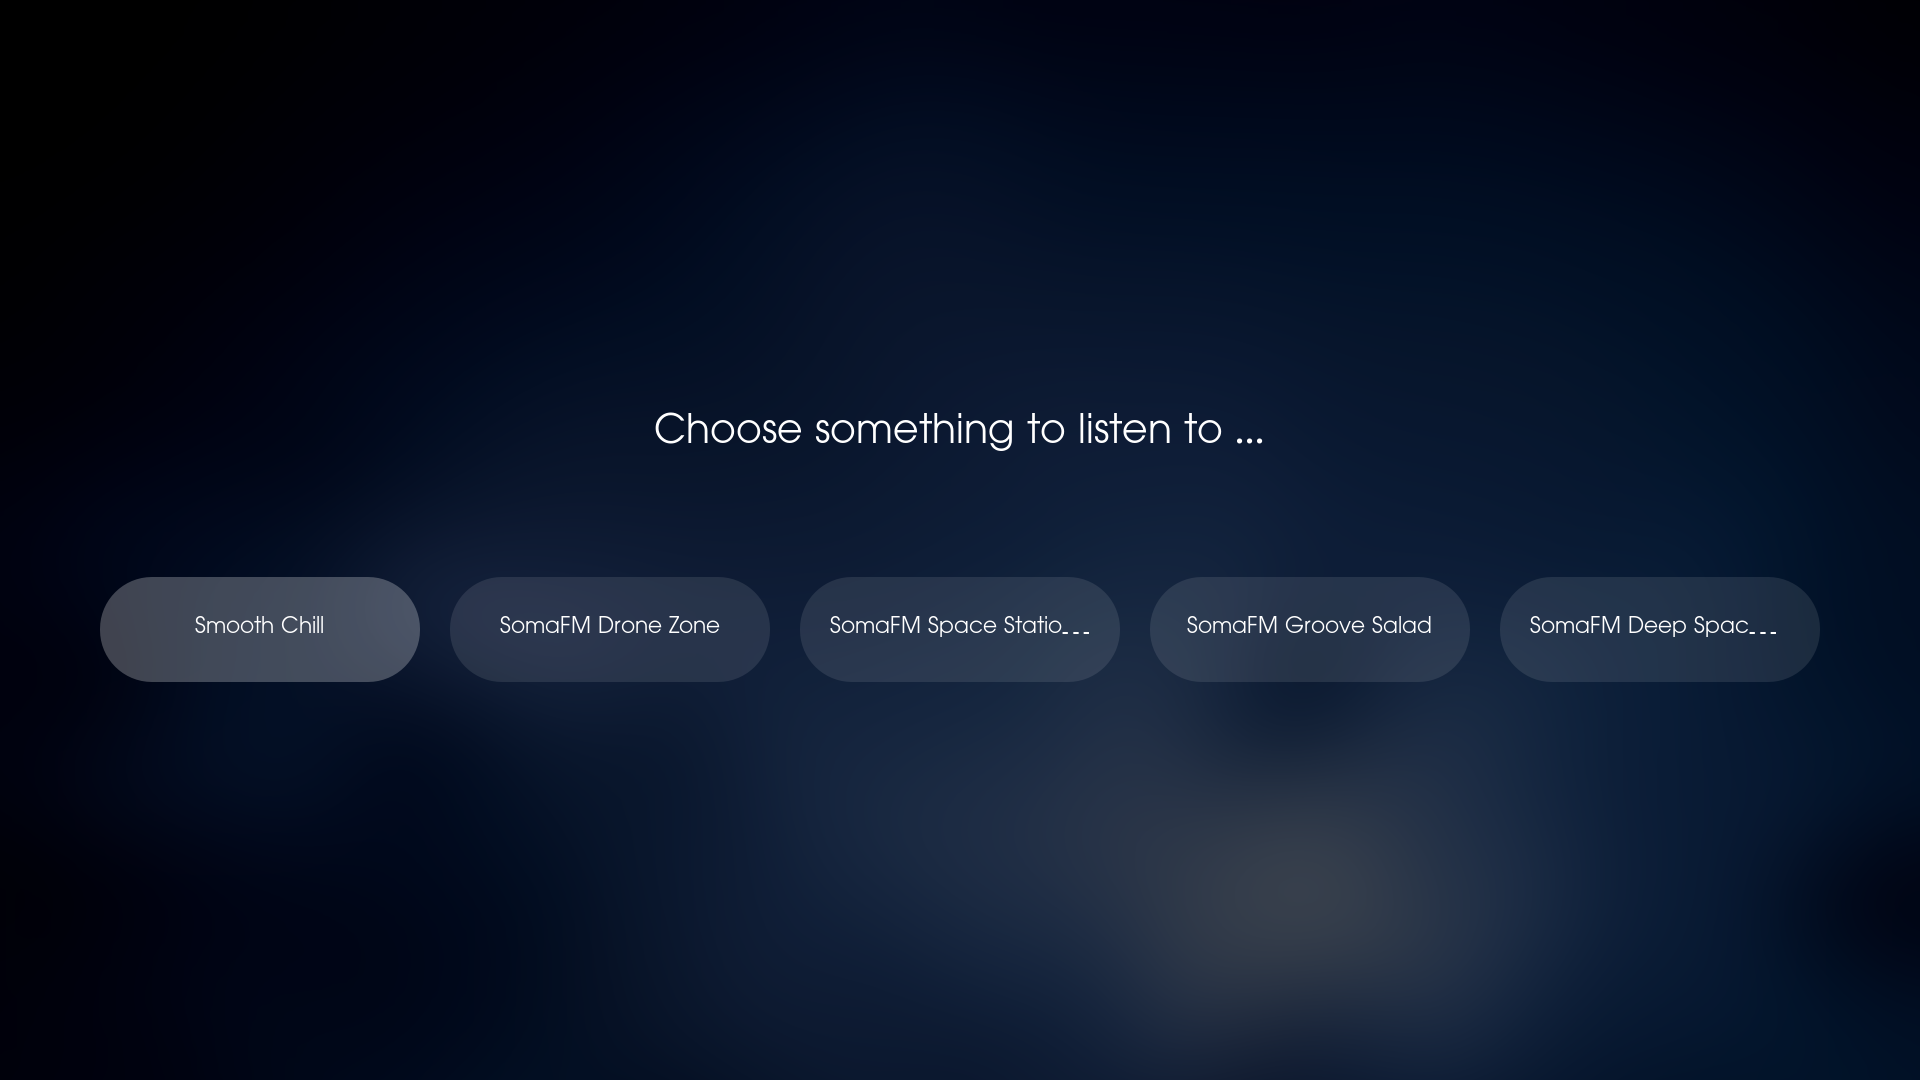 Choose something to listen to ...
Smooth Chill
SomaFM Drone Zone
SomaFM Space Statio...
SomaFM Groove Salad
SomaFM Deep Spac...